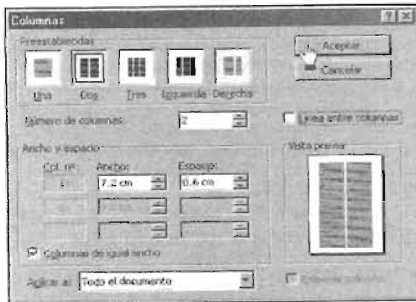 Columnas
Preestablecidas
Aceptar
Cancelar
Una Dos Tres Izquierda Derecha
Número de columnas: 2
Línea entre columnas
Ancho y espacio
Vista previa
Col. nº: Ancho: Espacio:
1: 7,2 cm 0,6 cm
Columnas de igual ancho
Aplicar a: Todo el documento